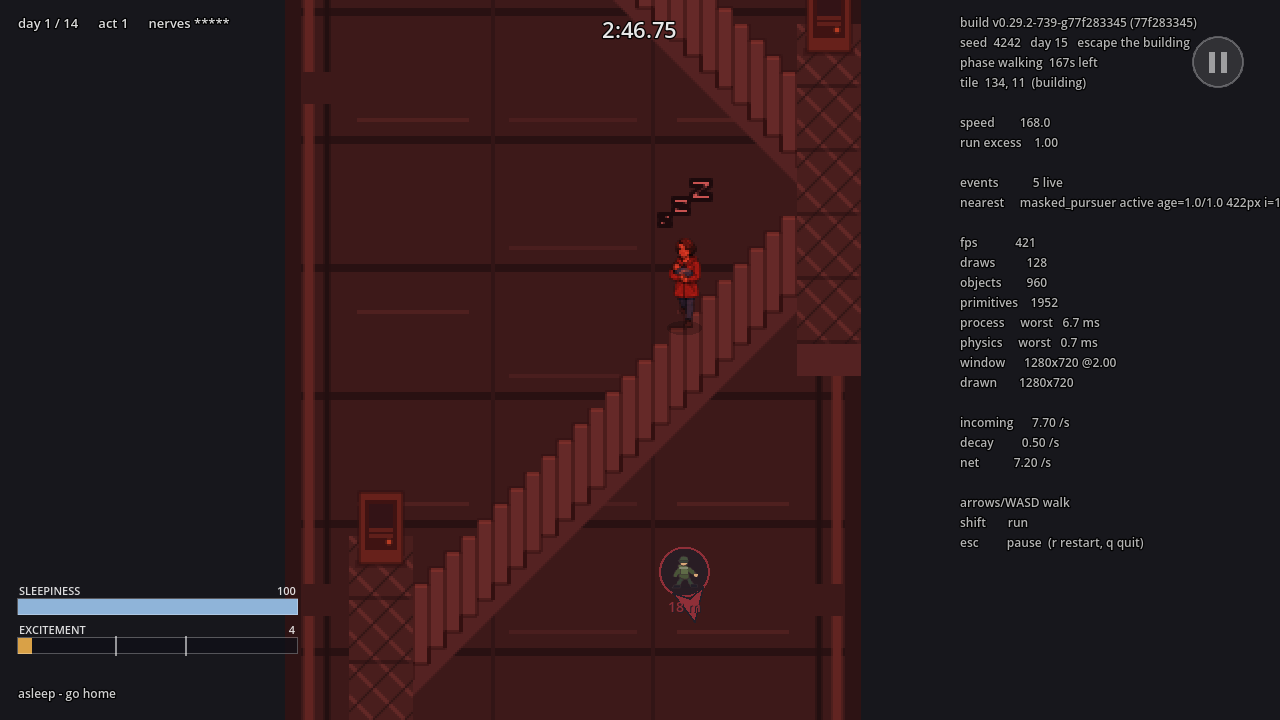 day 1 / 14 act 1 nerves *****
2:46.75
build v0.29.2-739-g77f283345 (77f283345)
seed 4242 day 15 escape the building
phase walking 167s left
tile 134, 11 (building)
speed 168.0
run excess 1.00
events 5 live
nearest masked_pursuer active age=1.0/1.0 422px i=1
fps 421
draws 128
objects 960
primitives 1952
process worst 6.7 ms
physics worst 0.7 ms
window 1280x720 @2.00
drawn 1280x720
incoming 7.70 /s
decay 0.50 /s
net 7.20 /s
arrows/WASD walk
shift run
esc pause (r restart, q quit)
SLEEPINESS 100
EXCITEMENT 4
asleep - go home